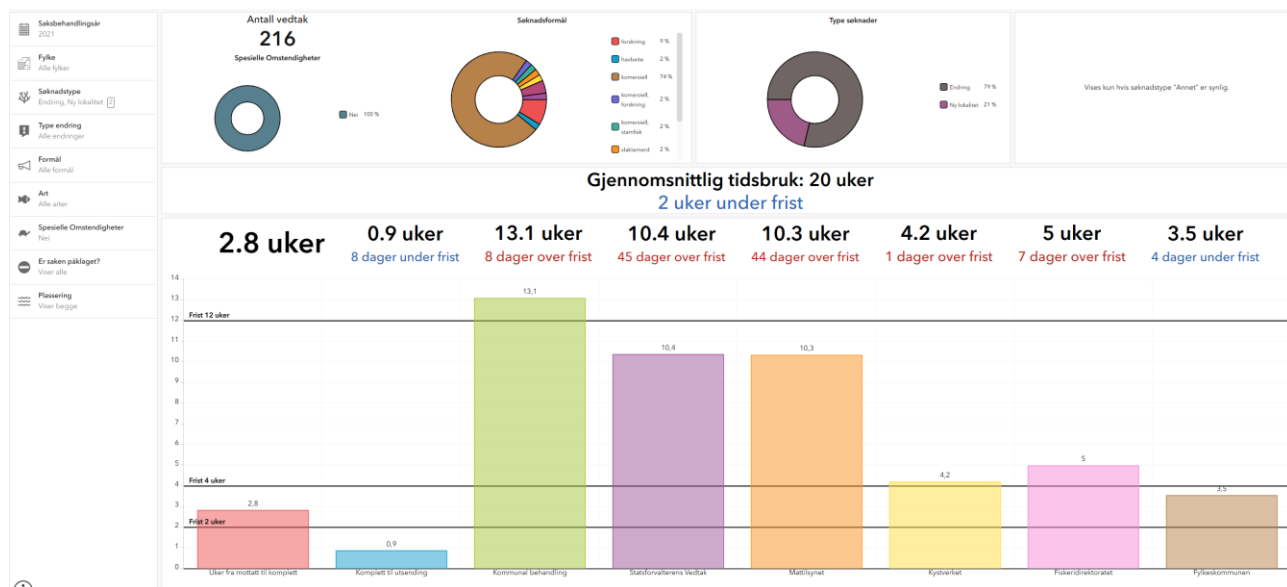 Saksbehandlingsår
2021
Fylke
Alle fylker
Søknadstype
Endring, Ny lokalitet 2
Type endring
Alle endringer
Formål
Alle formål
Art
Alle arter
Spesielle Omstendigheter
Nei
Er saken påklaget?
Viser alle
Plassering
Viser begge
Antall vedtak
216
Spesielle Omstendigheter
Nei 100 %
Søknadsformål
forskning 9 %
havbeite 2 %
komersiell 74 %
komersiell, forskning 2 %
komersiell, stamfisk 2 %
slaktemerd 2 %
Type søknader
Endring 79 %
Ny lokalitet 21 %
Vises kun hvis søknadstype "Annet" er synlig.
Gjennomsnittlig tidsbruk: 20 uker
2 uker under frist
2.8 uker
0.9 uker
8 dager under frist
13.1 uker
8 dager over frist
10.4 uker
45 dager over frist
10.3 uker
44 dager over frist
4.2 uker
1 dager over frist
5 uker
7 dager over frist
3.5 uker
4 dager under frist
14
13
12
11
10
9
8
7
6
5
4
3
2
1
0
Frist 12 uker
Frist 4 uker
Frist 2 uker
2,8
0,9
13,1
10,4
10,3
4,2
5
3,5
Uker fra mottatt til komplett
Komplett til utsending
Kommunal behandling
Statsforvalterens Vedtak
Mattilsynet
Kystverket
Fiskeridirektoratet
Fylkeskommunen